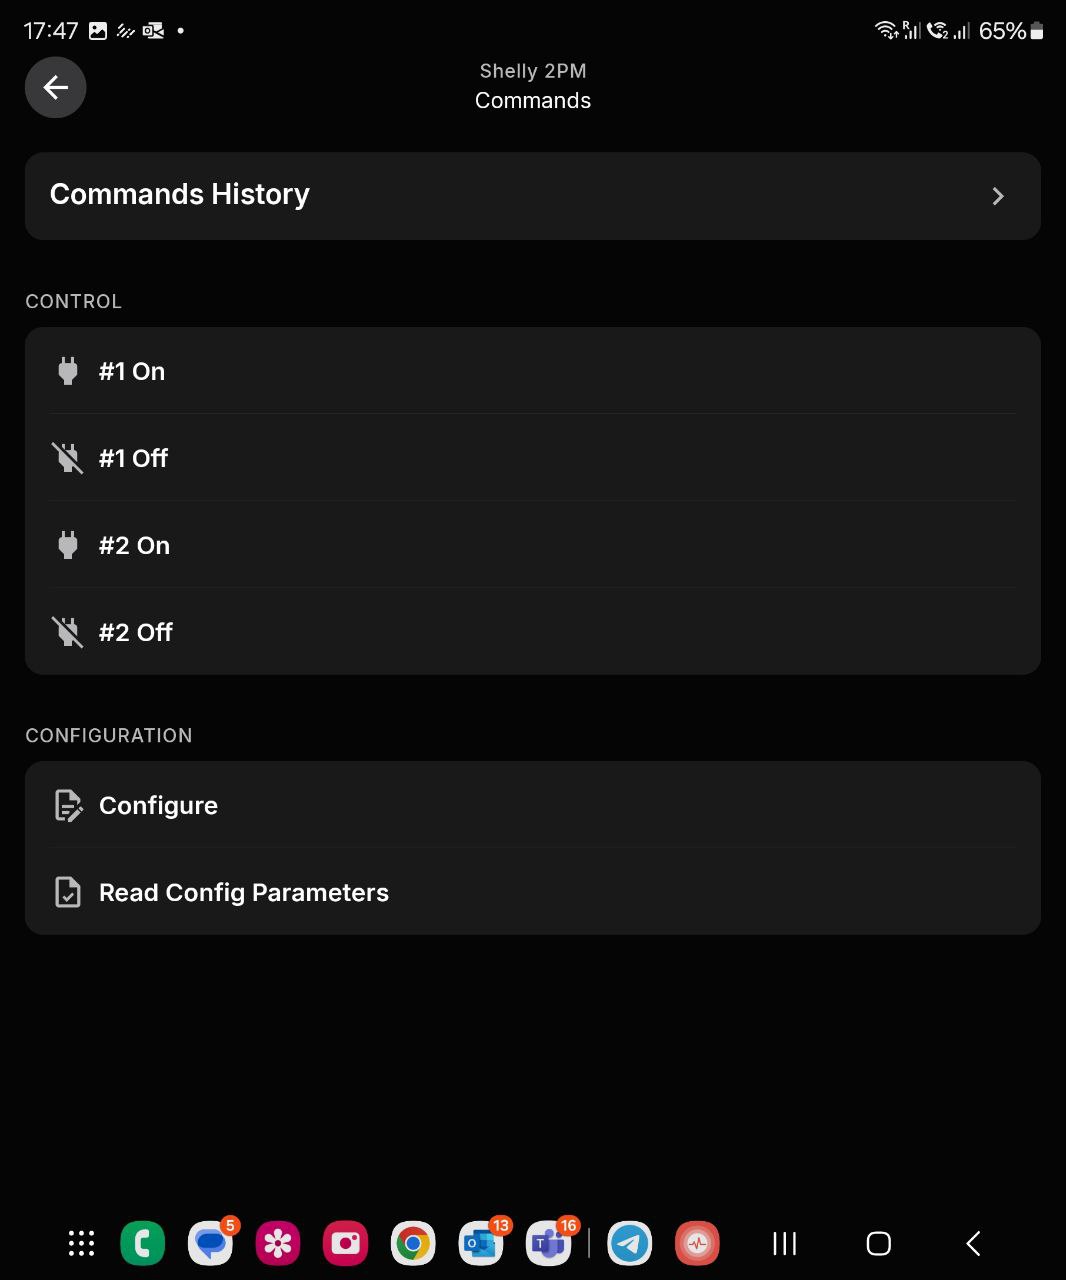 17:47
R
2
65%
Shelly 2PM
Commands
Commands History
CONTROL
#1 On
#1 Off
#2 On
#2 Off
CONFIGURATION
Configure
Read Config Parameters
5
13
16